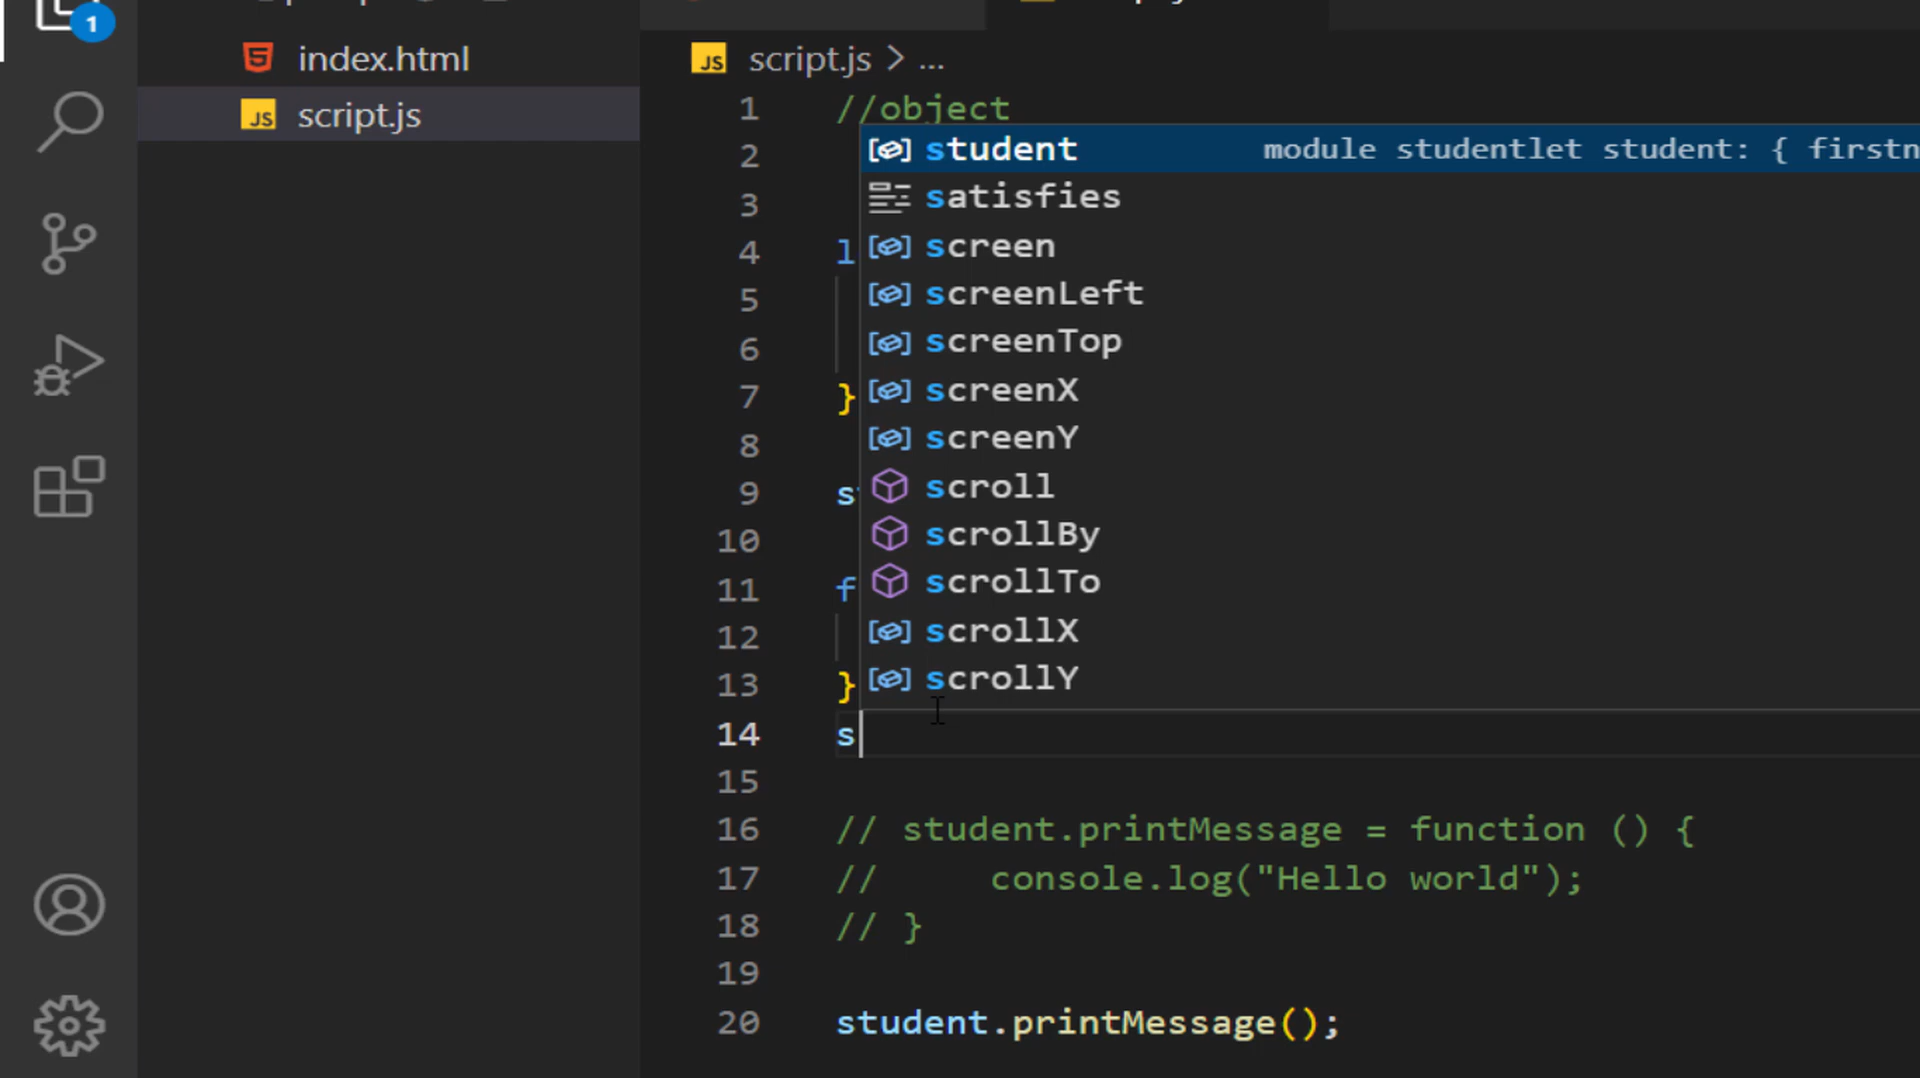 1
index.html
JS script.js
JS script.js > ...
1 //object
2
3
4 l
5
6
7 }
8
9 s
10
11 f
12
13 }
14 s
15
16 // student.printMessage = function () {
17 //     console.log("Hello world");
18 // }
19
20 student.printMessage();
student module studentlet student: { firstn
satisfies
screen
screenLeft
screenTop
screenX
screenY
scroll
scrollBy
scrollTo
scrollX
scrollY